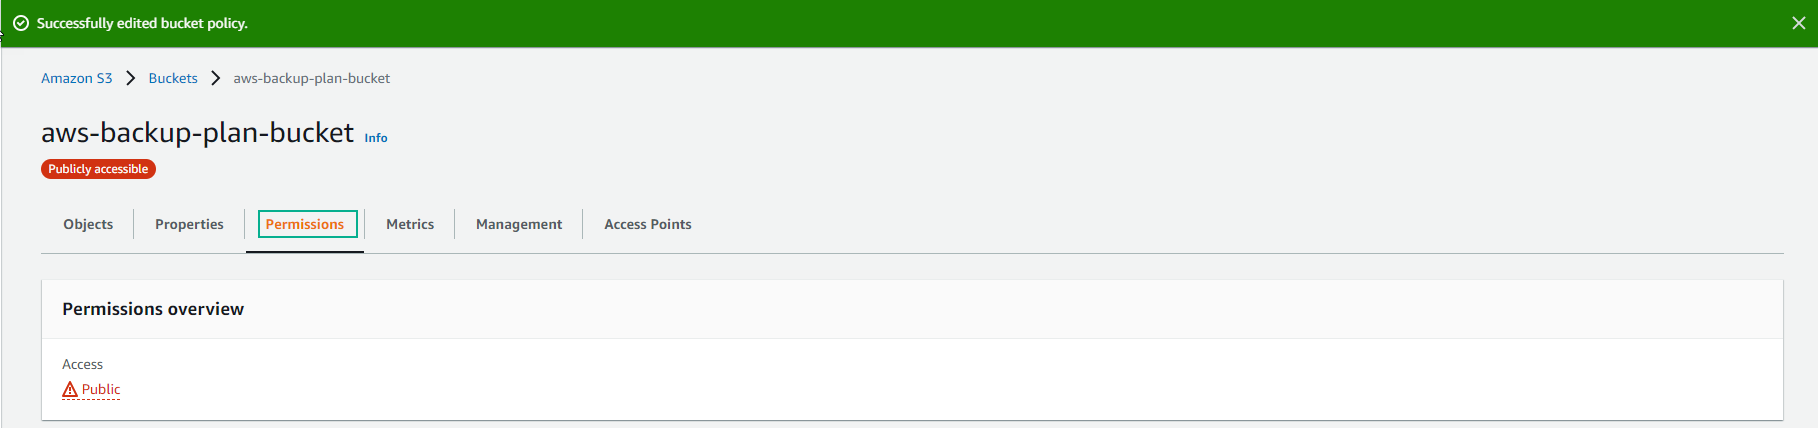 Successfully edited bucket policy.
Amazon S3 Buckets aws-backup-plan-bucket
aws-backup-plan-bucket Info
Publicly accessible
Objects Properties Permissions Metrics Management Access Points
Permissions overview
Access
Public